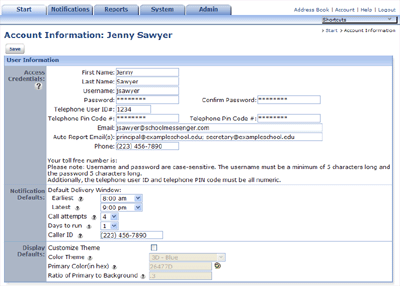 Start Notifications Reports System Admin
Address Book | Account | Help | Logout
Shortcuts
Start > Account Information
Account Information: Jenny Sawyer
Save
User Information
Access Credentials:
First Name: Jenny
Last Name: Sawyer
Username: jsawyer
Password: ******** Confirm Password: ********
Telephone User ID#: 1234
Telephone Pin Code #: ******** Telephone Pin Code #: ********
Email: jsawyer@schoolmessenger.com
Auto Report Email(s): principal@exampleschool.edu; secretary@exampleschool.edu
Phone: (223) 456-7890
Your toll free number is:
Please note: Username and password are case-sensitive. The username must be a minimum of 5 characters long and
the password 5 characters long.
Additionally, the telephone user ID and telephone PIN code must be all numeric.
Notification Defaults:
Default Delivery Window:
Earliest 8:00 am
Latest 9:00 pm
Call attempts 4
Days to run 1
Caller ID (223) 456-7890
Display Defaults:
Customize Theme
Color Theme 3D - Blue
Primary Color(in hex) 26477D
Ratio of Primary to Background .3